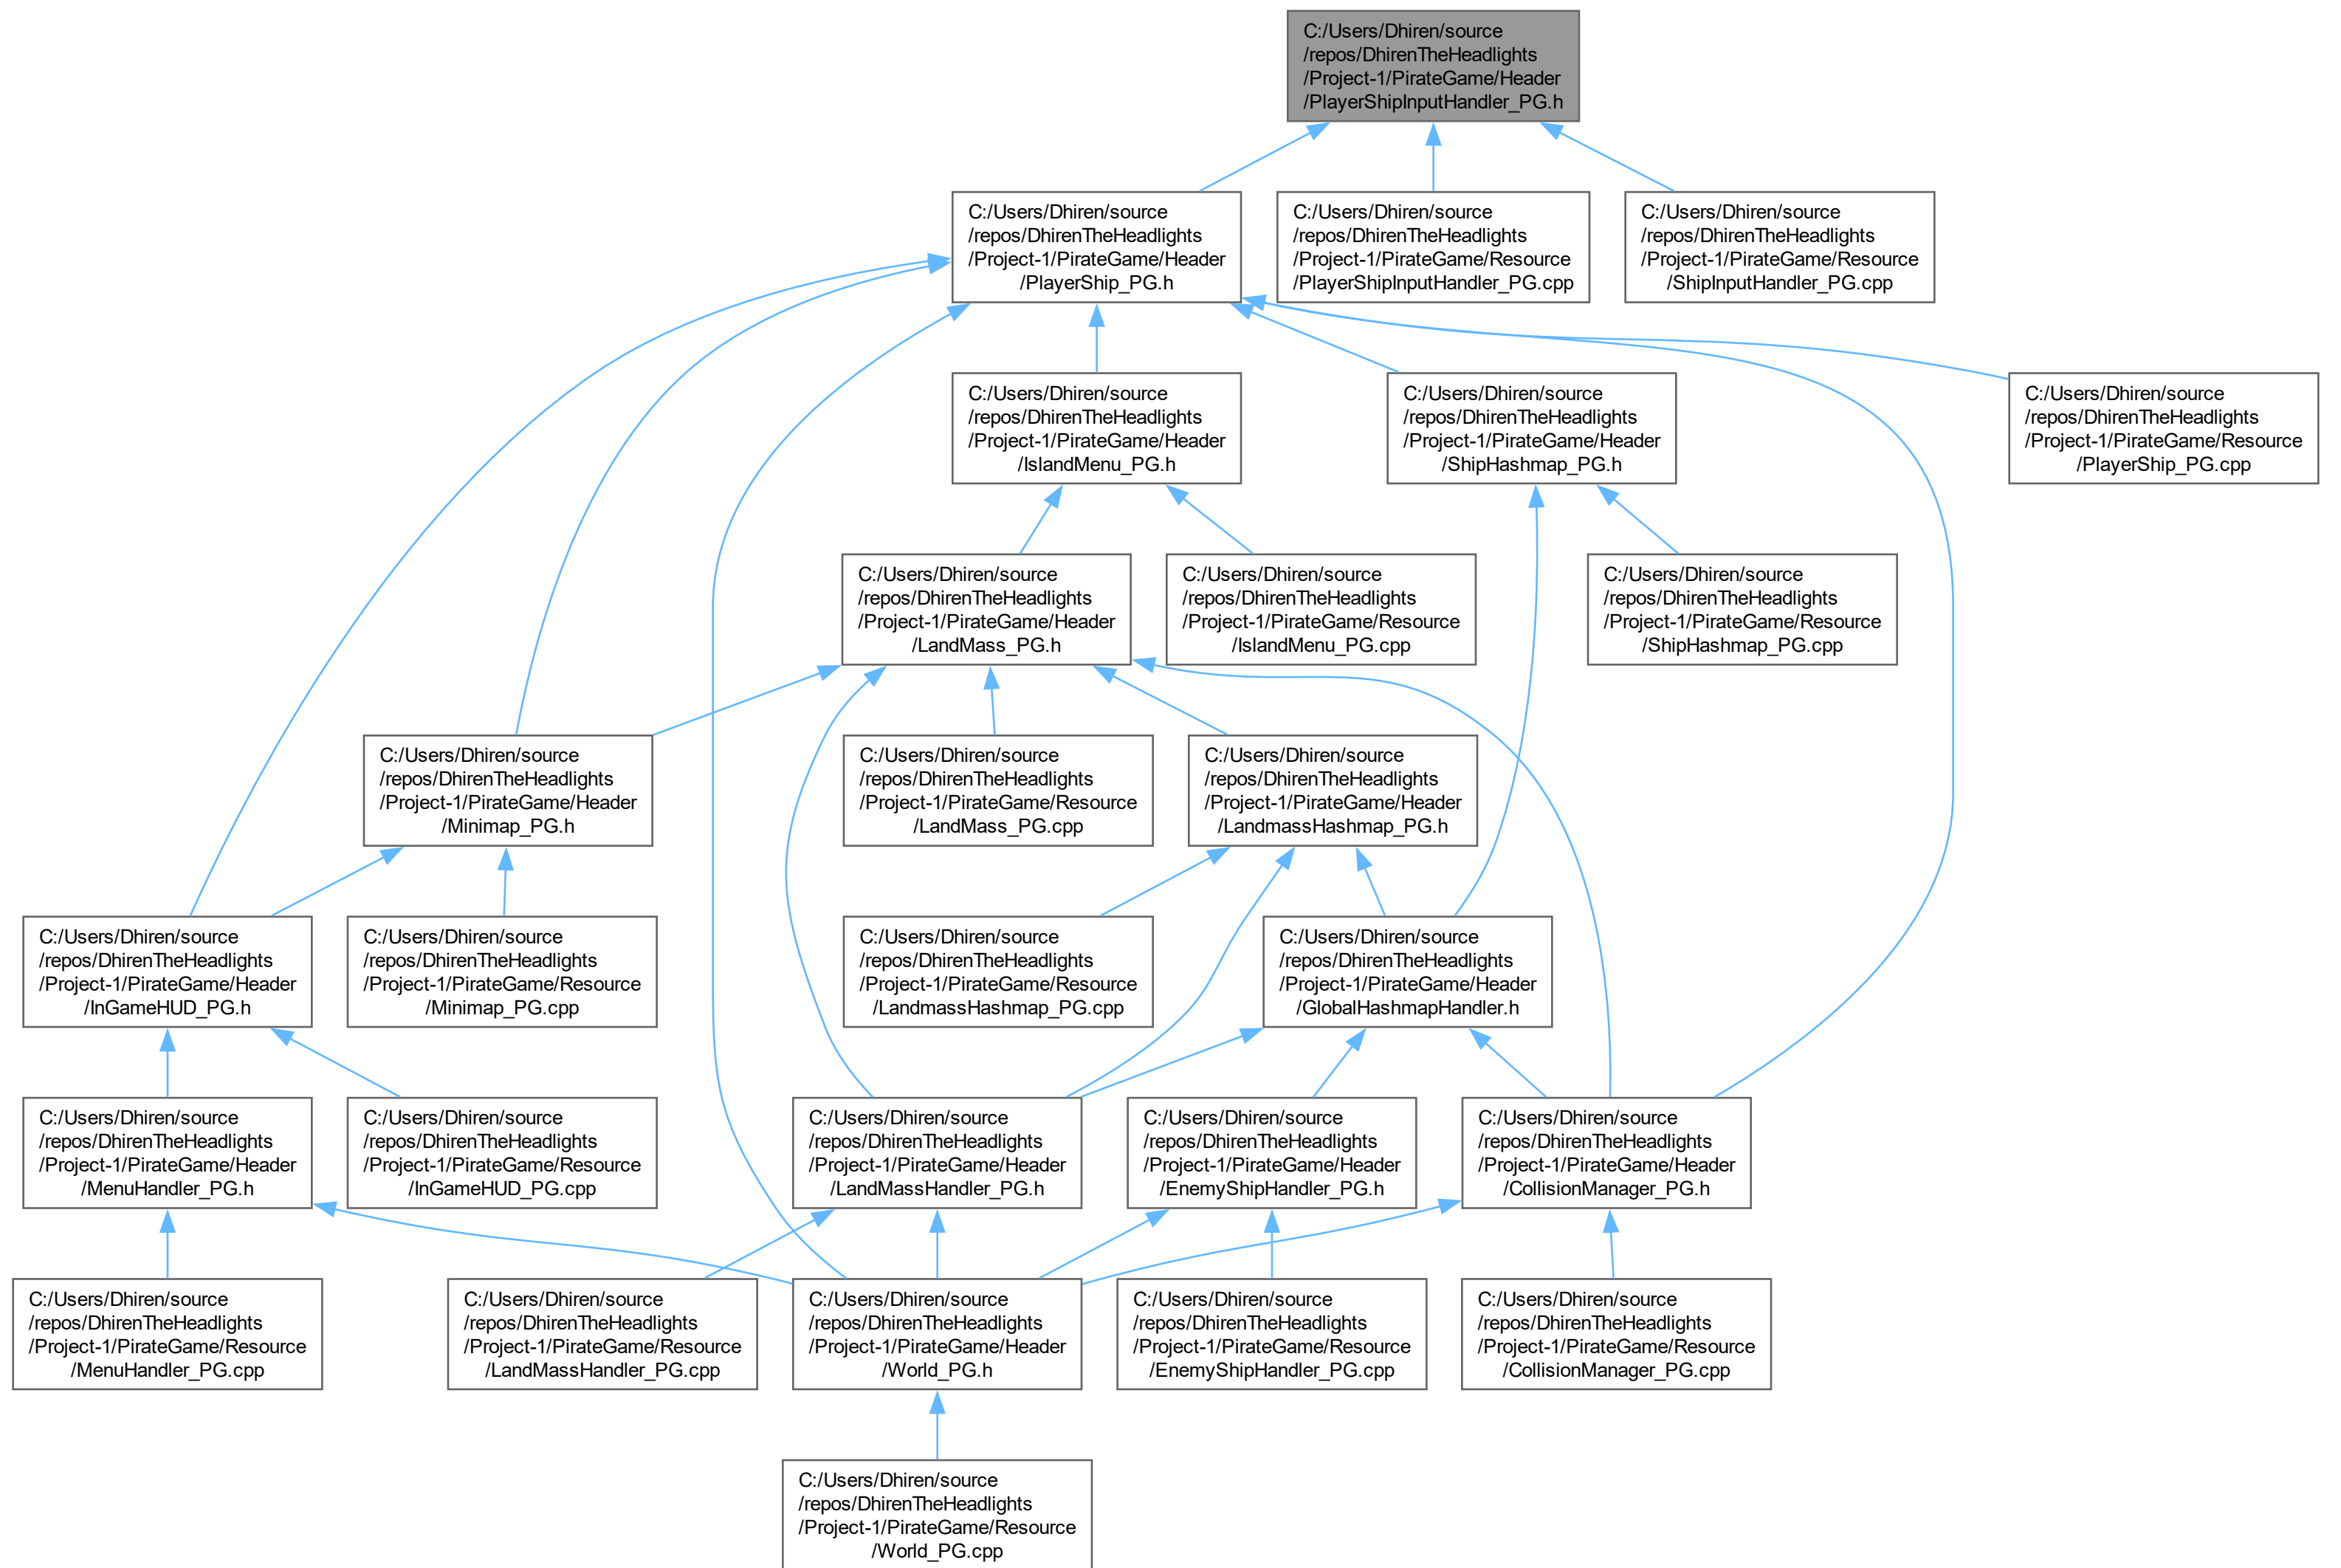 C:/Users/Dhiren/source
/repos/DhirenTheHeadlights
/Project-1/PirateGame/Header
/PlayerShipInputHandler_PG.h
C:/Users/Dhiren/source
/repos/DhirenTheHeadlights
/Project-1/PirateGame/Header
/PlayerShip_PG.h
C:/Users/Dhiren/source
/repos/DhirenTheHeadlights
/Project-1/PirateGame/Resource
/PlayerShipInputHandler_PG.cpp
C:/Users/Dhiren/source
/repos/DhirenTheHeadlights
/Project-1/PirateGame/Resource
/ShipInputHandler_PG.cpp
C:/Users/Dhiren/source
/repos/DhirenTheHeadlights
/Project-1/PirateGame/Header
/IslandMenu_PG.h
C:/Users/Dhiren/source
/repos/DhirenTheHeadlights
/Project-1/PirateGame/Header
/ShipHashmap_PG.h
C:/Users/Dhiren/source
/repos/DhirenTheHeadlights
/Project-1/PirateGame/Resource
/PlayerShip_PG.cpp
C:/Users/Dhiren/source
/repos/DhirenTheHeadlights
/Project-1/PirateGame/Header
/LandMass_PG.h
C:/Users/Dhiren/source
/repos/DhirenTheHeadlights
/Project-1/PirateGame/Resource
/IslandMenu_PG.cpp
C:/Users/Dhiren/source
/repos/DhirenTheHeadlights
/Project-1/PirateGame/Resource
/ShipHashmap_PG.cpp
C:/Users/Dhiren/source
/repos/DhirenTheHeadlights
/Project-1/PirateGame/Header
/Minimap_PG.h
C:/Users/Dhiren/source
/repos/DhirenTheHeadlights
/Project-1/PirateGame/Resource
/LandMass_PG.cpp
C:/Users/Dhiren/source
/repos/DhirenTheHeadlights
/Project-1/PirateGame/Header
/LandmassHashmap_PG.h
C:/Users/Dhiren/source
/repos/DhirenTheHeadlights
/Project-1/PirateGame/Header
/InGameHUD_PG.h
C:/Users/Dhiren/source
/repos/DhirenTheHeadlights
/Project-1/PirateGame/Resource
/Minimap_PG.cpp
C:/Users/Dhiren/source
/repos/DhirenTheHeadlights
/Project-1/PirateGame/Resource
/LandmassHashmap_PG.cpp
C:/Users/Dhiren/source
/repos/DhirenTheHeadlights
/Project-1/PirateGame/Header
/GlobalHashmapHandler.h
C:/Users/Dhiren/source
/repos/DhirenTheHeadlights
/Project-1/PirateGame/Header
/MenuHandler_PG.h
C:/Users/Dhiren/source
/repos/DhirenTheHeadlights
/Project-1/PirateGame/Resource
/InGameHUD_PG.cpp
C:/Users/Dhiren/source
/repos/DhirenTheHeadlights
/Project-1/PirateGame/Header
/LandMassHandler_PG.h
C:/Users/Dhiren/source
/repos/DhirenTheHeadlights
/Project-1/PirateGame/Header
/EnemyShipHandler_PG.h
C:/Users/Dhiren/source
/repos/DhirenTheHeadlights
/Project-1/PirateGame/Header
/CollisionManager_PG.h
C:/Users/Dhiren/source
/repos/DhirenTheHeadlights
/Project-1/PirateGame/Resource
/MenuHandler_PG.cpp
C:/Users/Dhiren/source
/repos/DhirenTheHeadlights
/Project-1/PirateGame/Resource
/LandMassHandler_PG.cpp
C:/Users/Dhiren/source
/repos/DhirenTheHeadlights
/Project-1/PirateGame/Header
/World_PG.h
C:/Users/Dhiren/source
/repos/DhirenTheHeadlights
/Project-1/PirateGame/Resource
/EnemyShipHandler_PG.cpp
C:/Users/Dhiren/source
/repos/DhirenTheHeadlights
/Project-1/PirateGame/Resource
/CollisionManager_PG.cpp
C:/Users/Dhiren/source
/repos/DhirenTheHeadlights
/Project-1/PirateGame/Resource
/World_PG.cpp